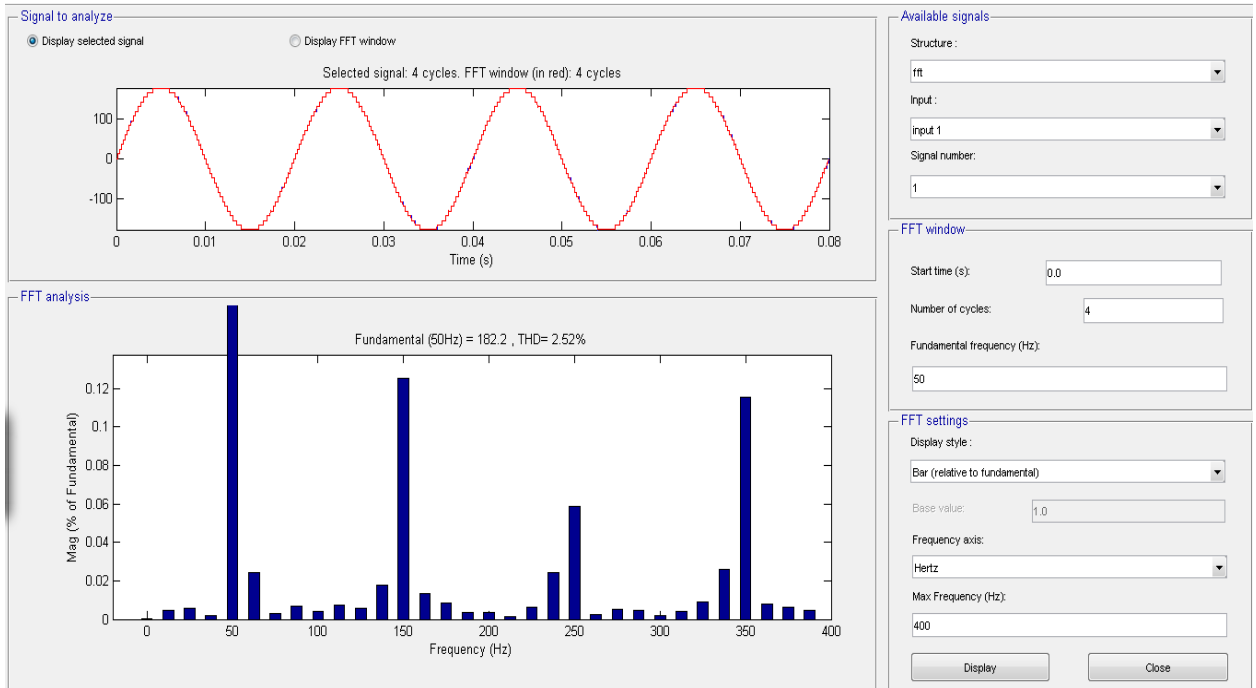 Signal to analyze
Display selected signal
Display FFT window
Selected signal: 4 cycles. FFT window (in red): 4 cycles
100
0
-100
0 0.01 0.02 0.03 0.04 0.05 0.06 0.07 0.08
Time (s)
FFT analysis
Fundamental (50Hz) = 182.2 , THD= 2.52%
Mag (% of Fundamental)
0.12
0.1
0.08
0.06
0.04
0.02
0
0 50 100 150 200 250 300 350 400
Frequency (Hz)
Available signals
Structure :
fft
Input :
input 1
Signal number:
1
FFT window
Start time (s):
0.0
Number of cycles:
4
Fundamental frequency (Hz):
50
FFT settings
Display style :
Bar (relative to fundamental)
Base value:
1.0
Frequency axis:
Hertz
Max Frequency (Hz):
400
Display
Close